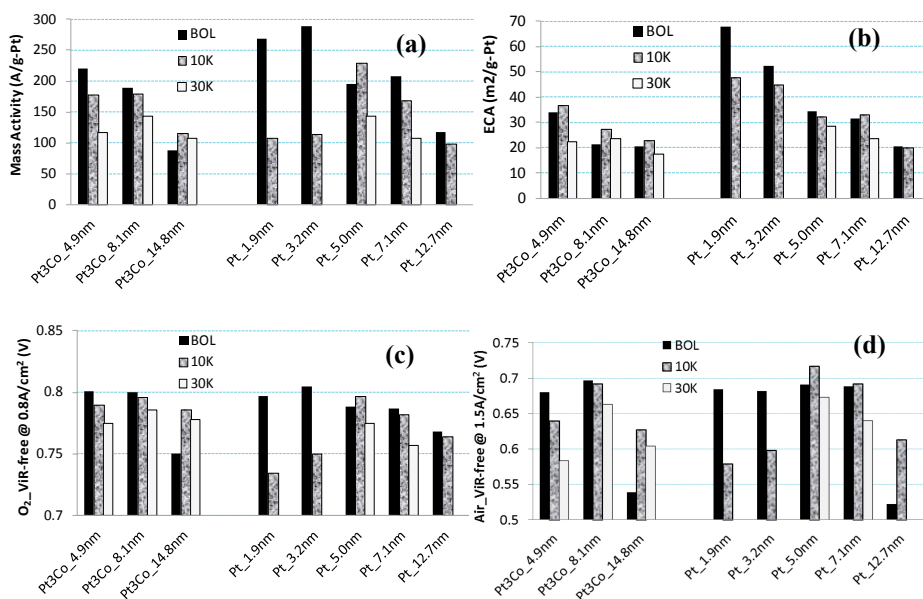 (a)
Mass Activity (A/g-Pt)
300
250
200
150
100
50
0
BOL
10K
30K
Pt3Co_4.9nm
Pt3Co_8.1nm
Pt3Co_14.8nm
Pt_1.9nm
Pt_3.2nm
Pt_5.0nm
Pt_7.1nm
Pt_12.7nm
(b)
ECA (m2/g-Pt)
70
60
50
40
30
20
10
0
BOL
10K
30K
Pt3Co_4.9nm
Pt3Co_8.1nm
Pt3Co_14.8nm
Pt_1.9nm
Pt_3.2nm
Pt_5.0nm
Pt_7.1nm
Pt_12.7nm
(c)
O₂_ViR-free @ 0.8A/cm² (V)
0.85
0.8
0.75
0.7
BOL
10K
30K
Pt3Co_4.9nm
Pt3Co_8.1nm
Pt3Co_14.8nm
Pt_1.9nm
Pt_3.2nm
Pt_5.0nm
Pt_7.1nm
Pt_12.7nm
(d)
Air_ViR-free @ 1.5A/cm² (V)
0.75
0.7
0.65
0.6
0.55
0.5
BOL
10K
30K
Pt3Co_4.9nm
Pt3Co_8.1nm
Pt3Co_14.8nm
Pt_1.9nm
Pt_3.2nm
Pt_5.0nm
Pt_7.1nm
Pt_12.7nm